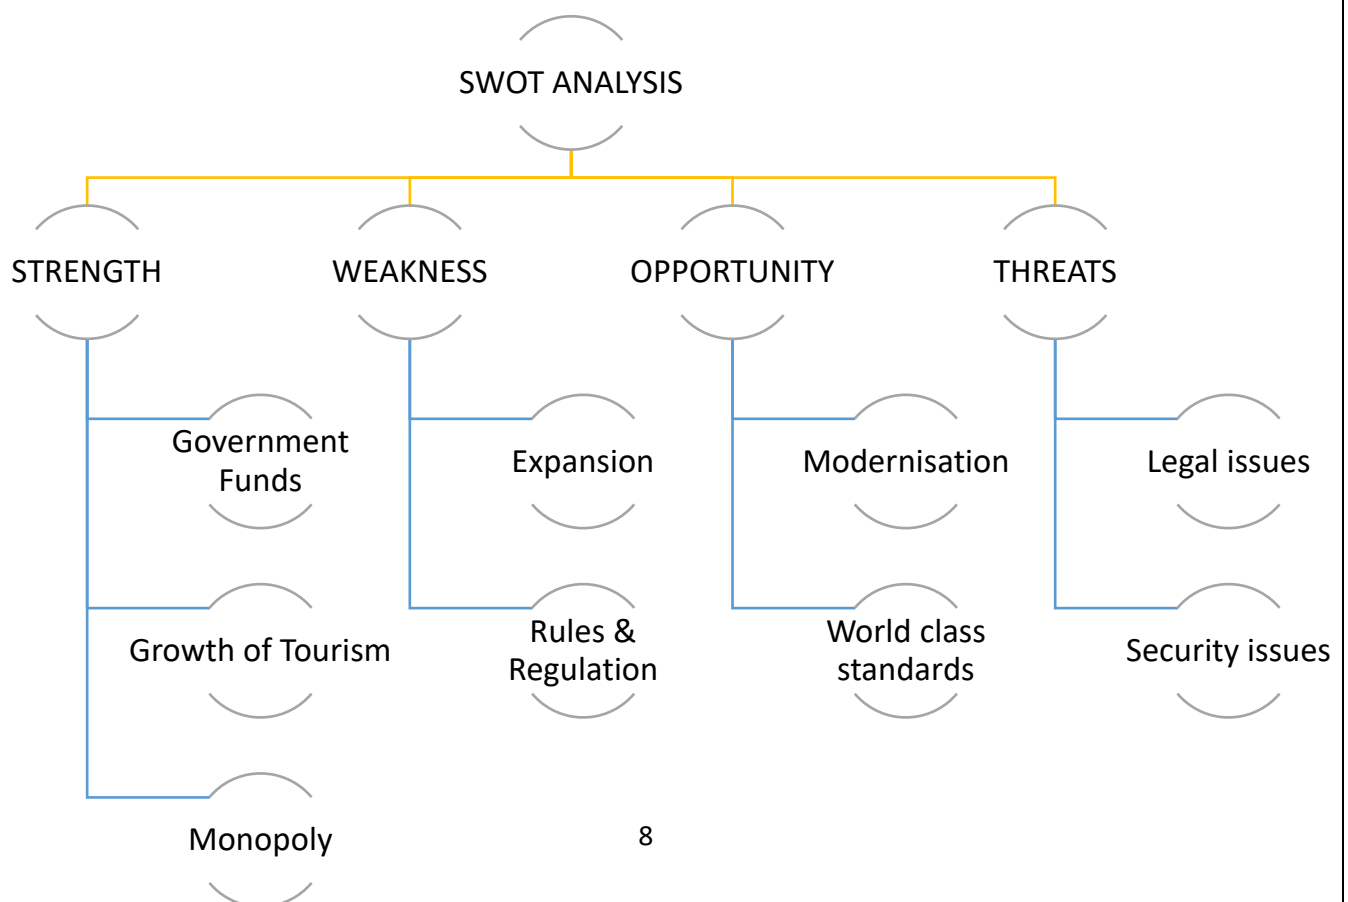 SWOT ANALYSIS
STRENGTH
WEAKNESS
OPPORTUNITY
THREATS
Government
Funds
Expansion
Modernisation
Legal issues
Growth of Tourism
Rules &
Regulation
World class
standards
Security issues
Monopoly
8